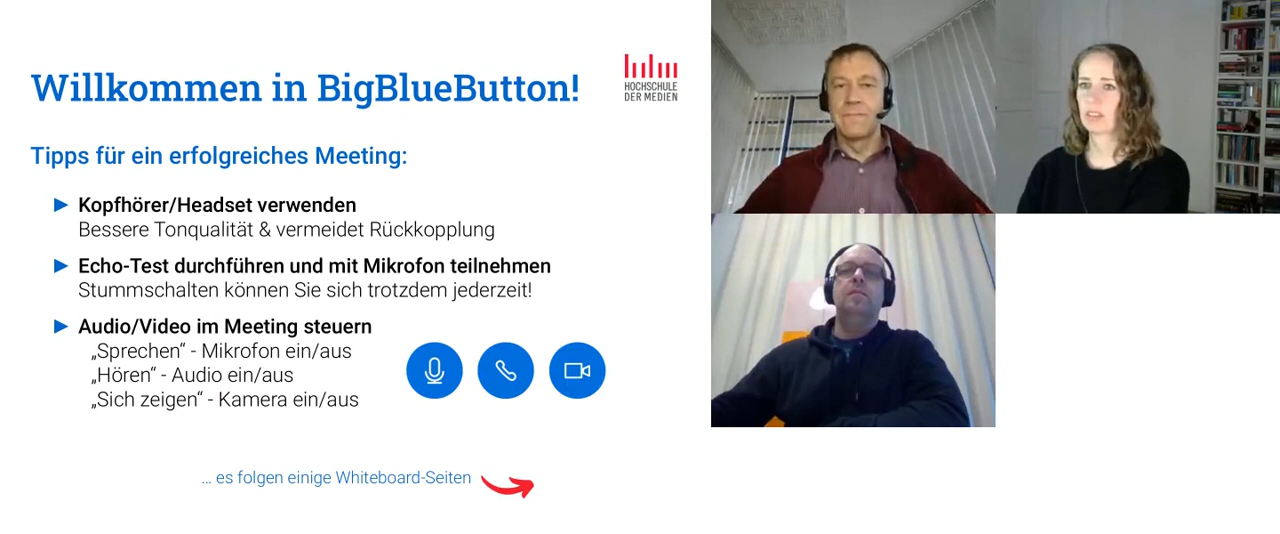 Willkommen in BigBlueButton!
HOCHSCHULE
DER MEDIEN
Tipps für ein erfolgreiches Meeting:
► Kopfhörer/Headset verwenden
Bessere Tonqualität & vermeidet Rückkopplung
► Echo-Test durchführen und mit Mikrofon teilnehmen
Stummschalten können Sie sich trotzdem jederzeit!
► Audio/Video im Meeting steuern
„Sprechen“ - Mikrofon ein/aus
„Hören“ - Audio ein/aus
„Sich zeigen“ - Kamera ein/aus
... es folgen einige Whiteboard-Seiten